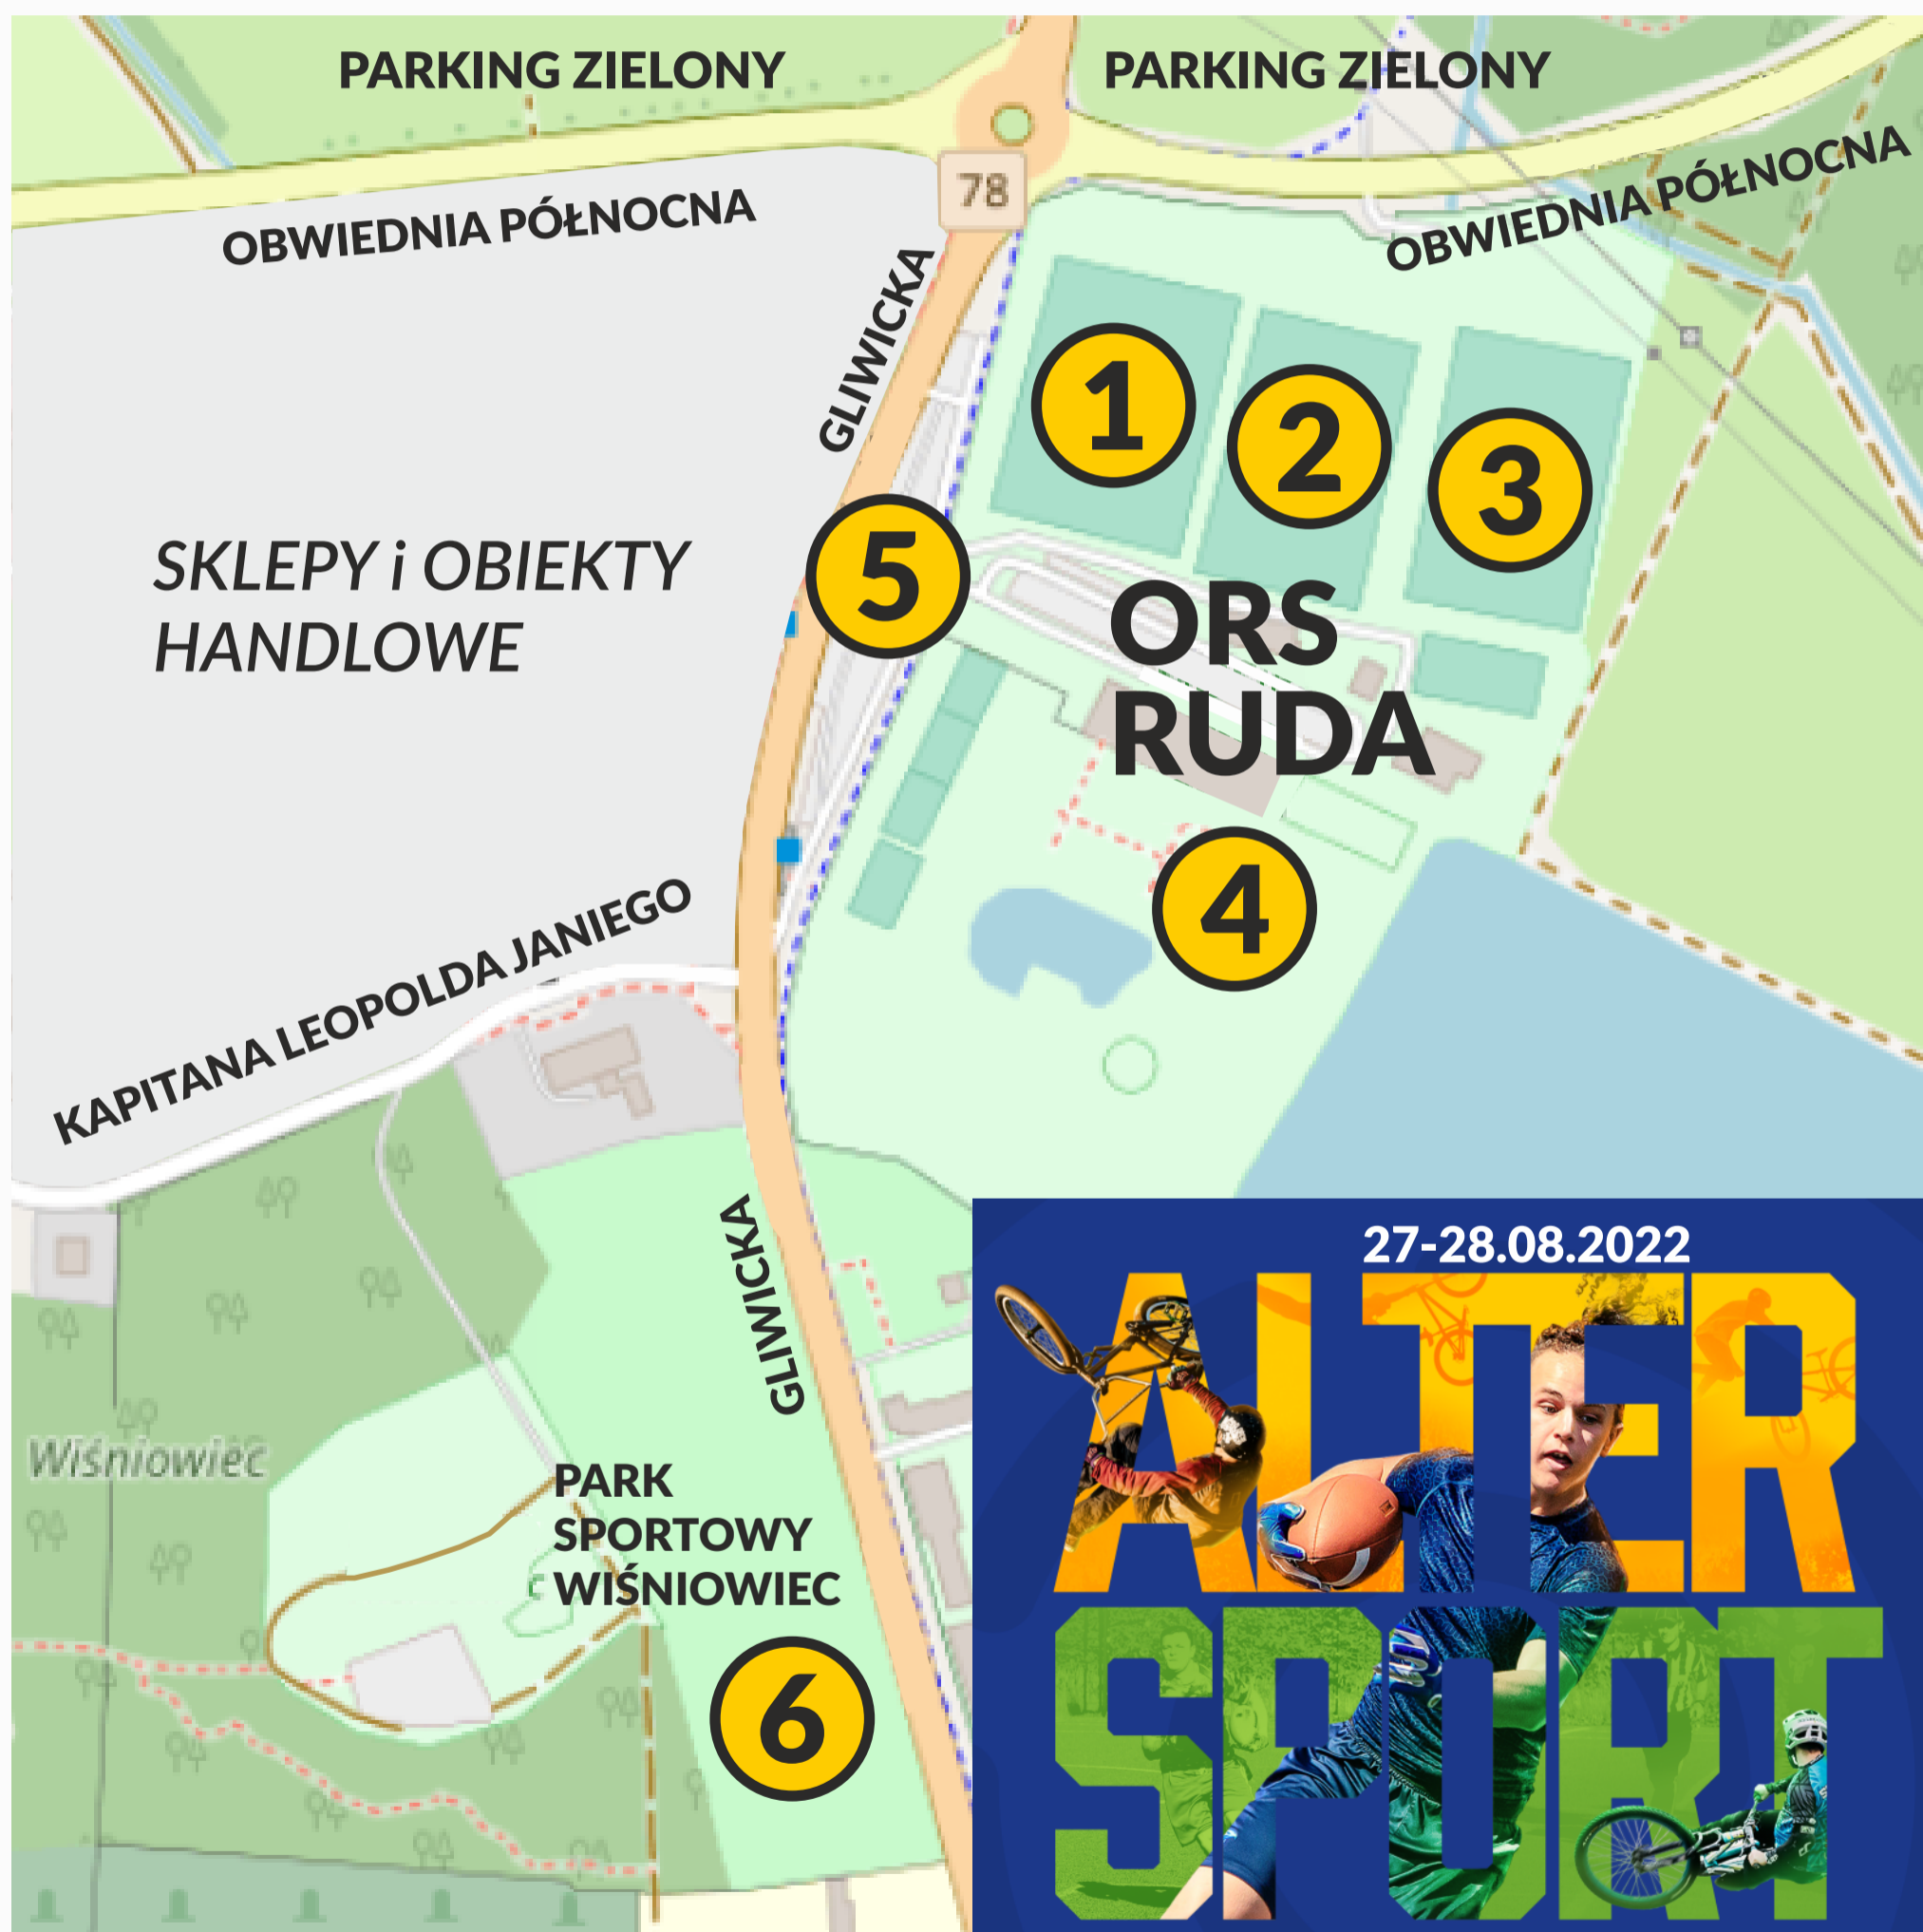 PARKING ZIELONY
PARKING ZIELONY
78
OBWIEDNIA PÓŁNOCNA
OBWIEDNIA PÓŁNOCNA
GLIWICKA
1
2
3
5
SKLEPY i OBIEKTY
HANDLOWE
ORS
RUDA
4
KAPITANA LEOPOLDA JANIEGO
GLIWICKA
Wiśniowiec
PARK
SPORTOWY
WIŚNIOWIEC
6
27-28.08.2022
ALTER
SPORT